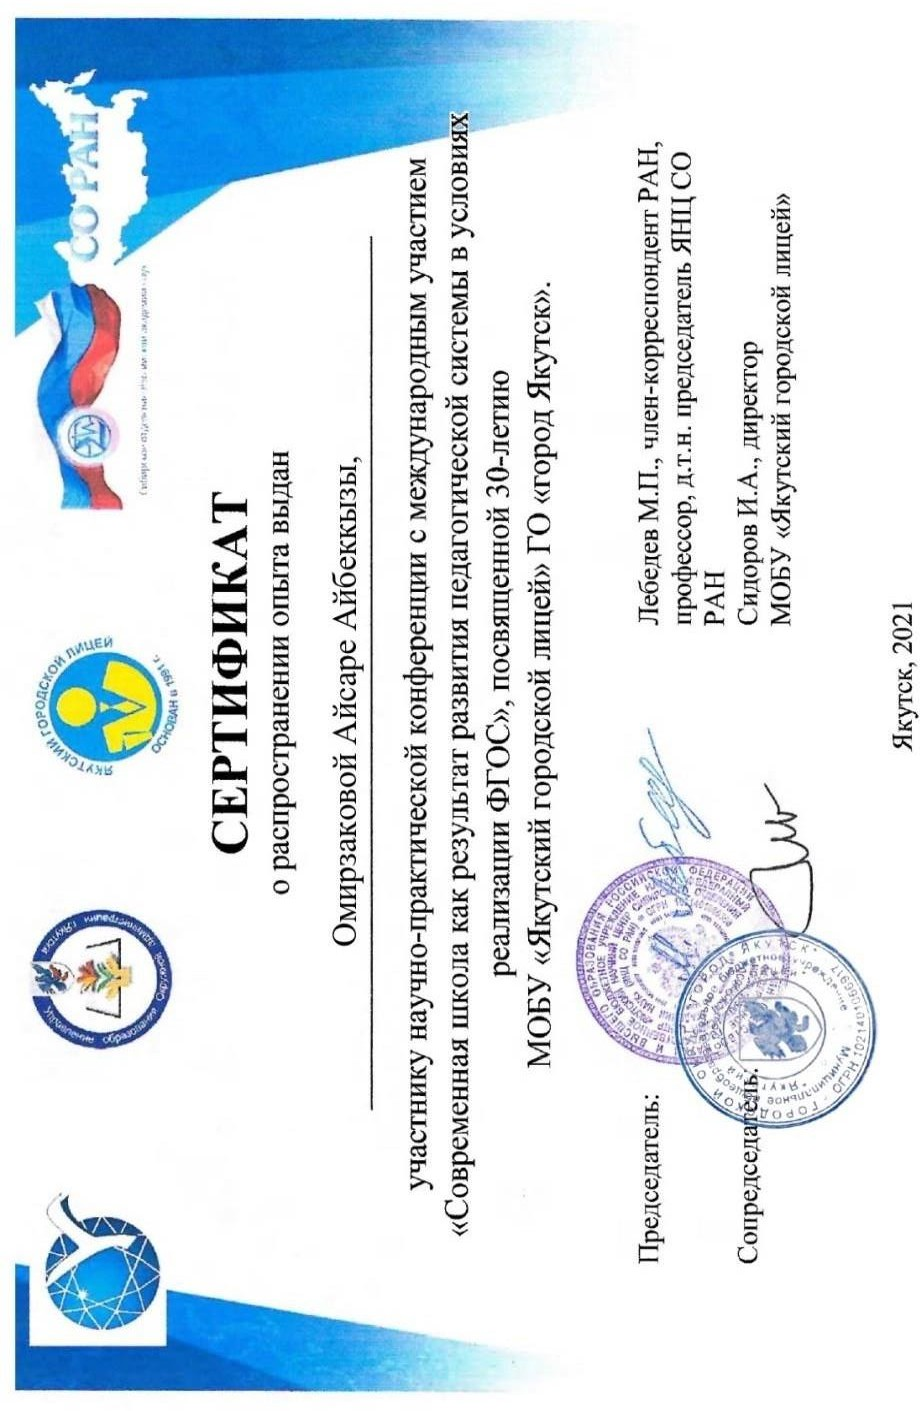 СО РАН
ЯКУТСКИЙ ГОРОДСКОЙ ЛИЦЕЙ
ОСНОВАН в 1991 г.
Управление образования Окружной администрации г.Якутска
СЕРТИФИКАТ
о распространении опыта выдан
Омирзаковой Айсаре Айбеккызы,
участнику научно-практической конференции с международным участием
«Современная школа как результат развития педагогической системы в условиях
реализации ФГОС», посвященной 30-летию
МОБУ «Якутский городской лицей» ГО «город Якутск».
Председатель:
Лебедев М.П., член-корреспондент РАН,
профессор, д.т.н. председатель ЯНЦ СО
РАН
Сопредседатель:
Сидоров И.А., директор
МОБУ «Якутский городской лицей»
Якутск, 2021